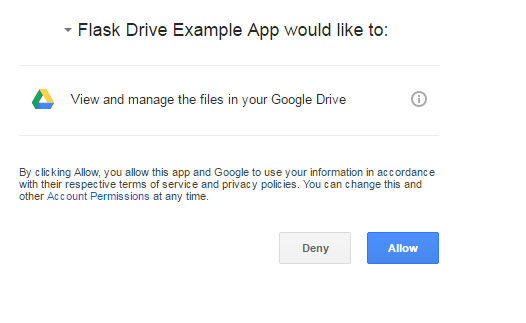 Flask Drive Example App would like to:
View and manage the files in your Google Drive
By clicking Allow, you allow this app and Google to use your information in accordance
with their respective terms of service and privacy policies. You can change this and
other Account Permissions at any time.
Deny Allow